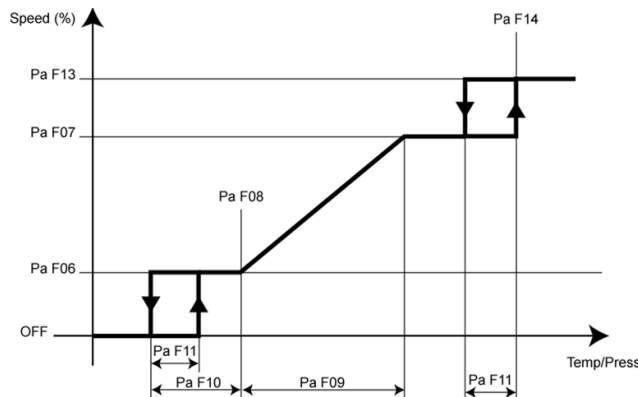 Speed (%)
Pa F14
Pa F13
Pa F07
Pa F08
Pa F06
OFF
Temp/Press
Pa F11
Pa F10
Pa F09
Pa F11